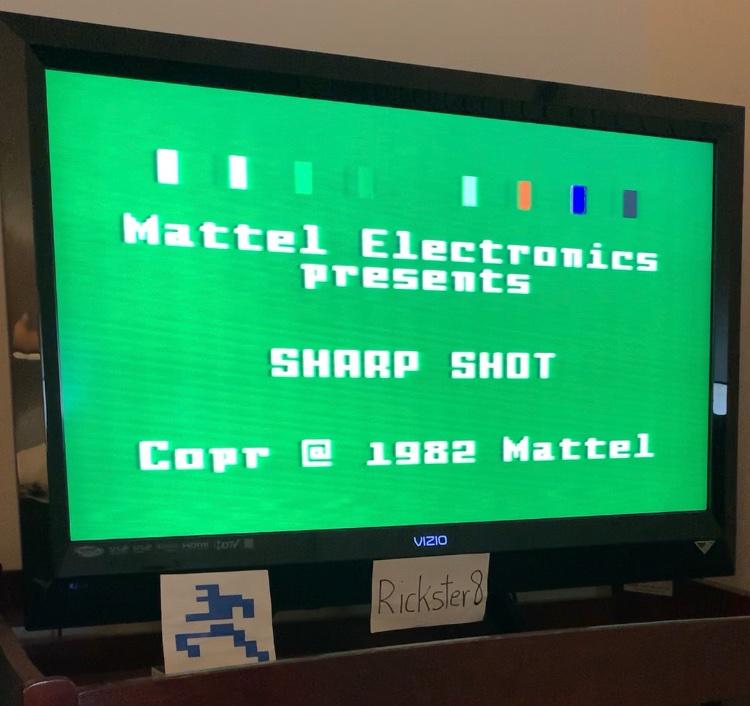 Mattel Electronics
presents
SHARP SHOT
Copr @ 1982 Mattel
VIZIO
Rickster8